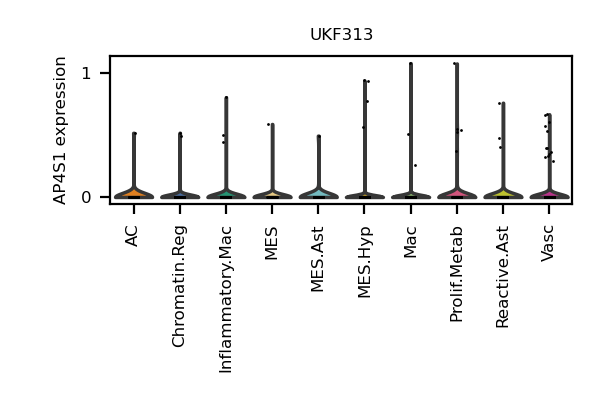 UKF313
AP4S1 expression
1
0
AC
Chromatin.Reg
Inflammatory.Mac
MES
MES.Ast
MES.Hyp
Mac
Prolif.Metab
Reactive.Ast
Vasc